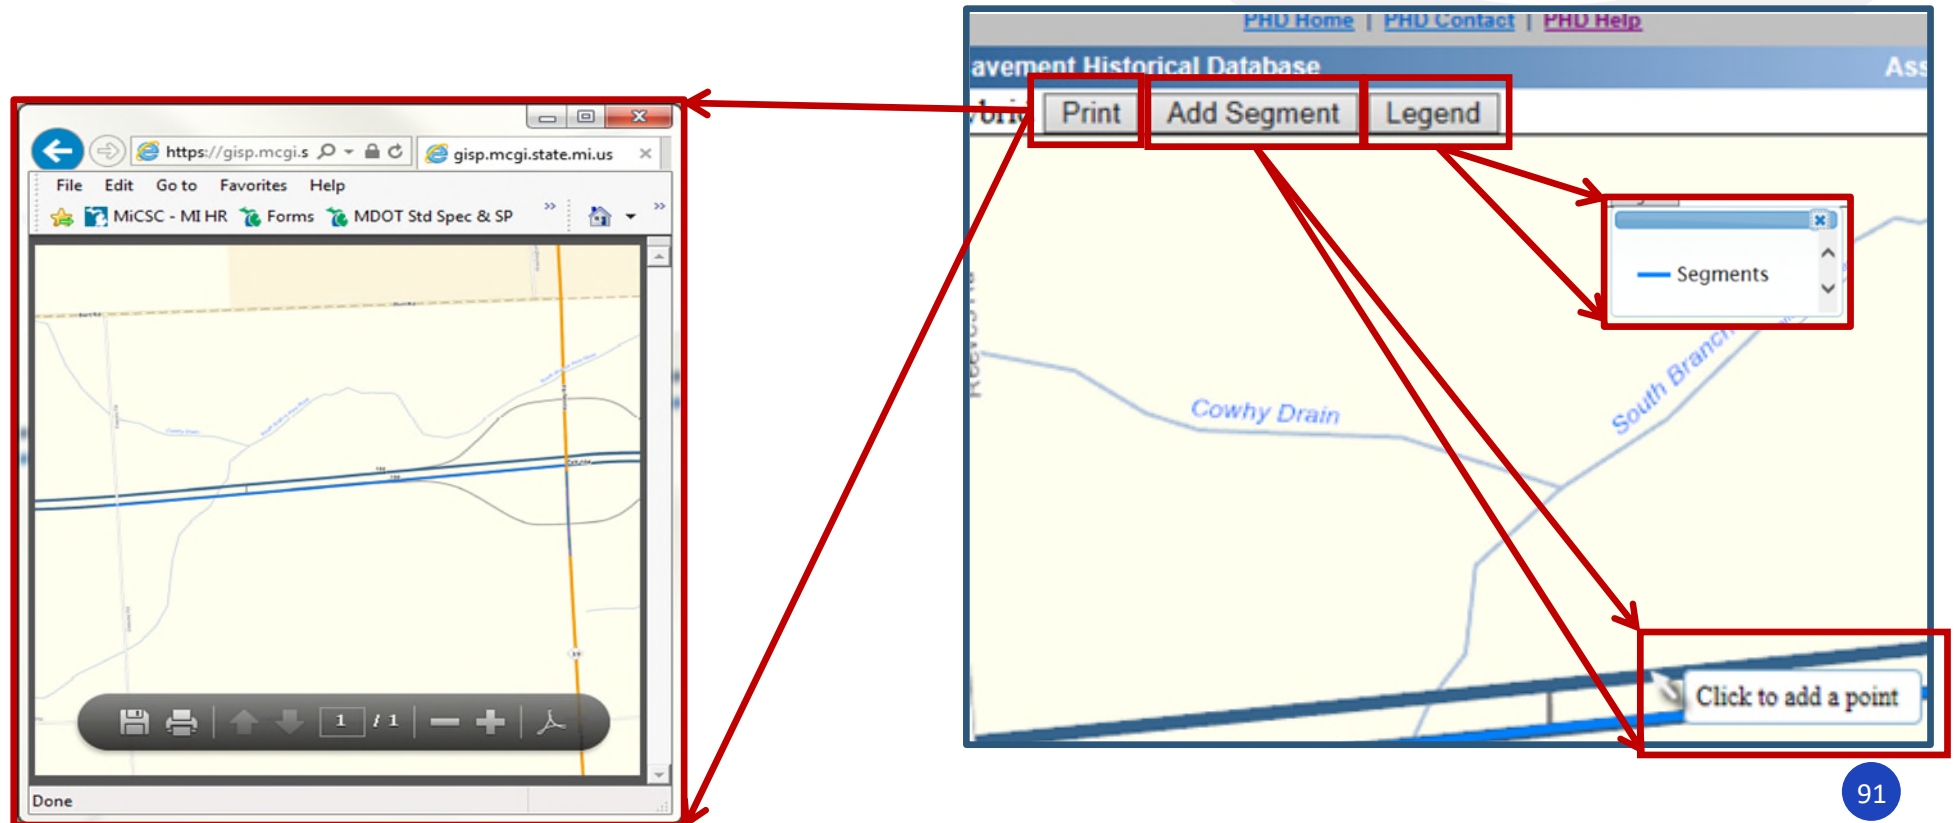 https://gisp.mcgi.s
gisp.mcgi.state.mi.us
File Edit Go to Favorites Help
MiCSC - MI HR Forms MDOT Std Spec & SP
1 / 1
Done
PHD Home | PHD Contact | PHD Help
avement Historical Database Ass
ybrid Print Add Segment Legend
Segments
Cowhy Drain
South Branch
Click to add a point
91